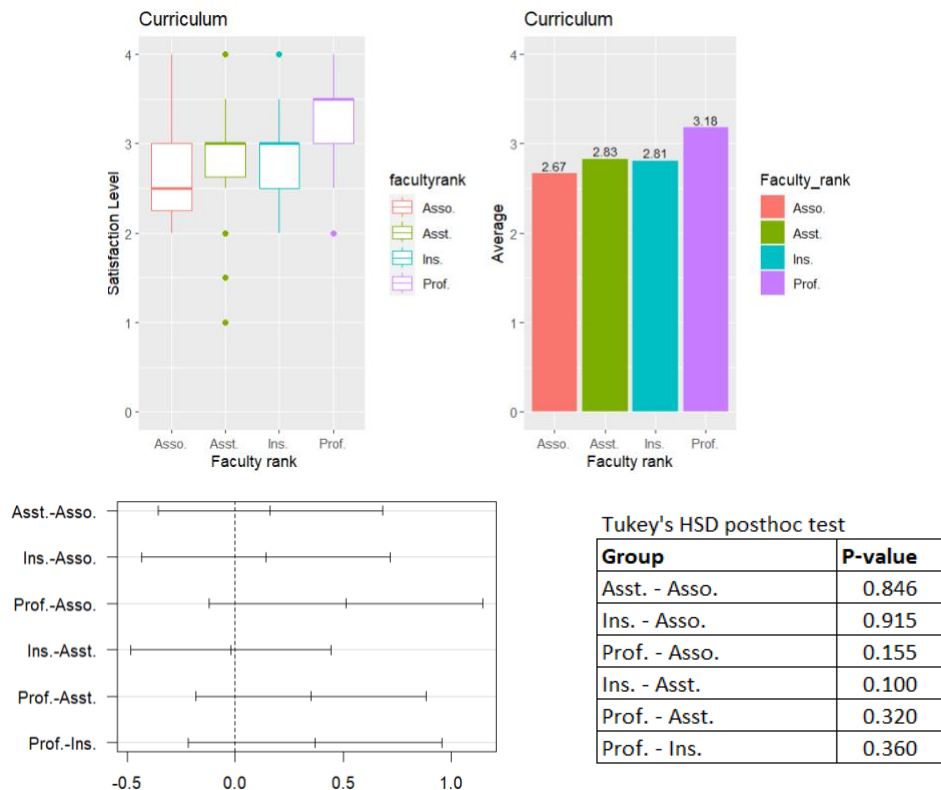 Curriculum
4
3
2
1
0
Satisfaction Level
Asso. Asst. Ins. Prof.
Faculty rank
factyrank
Asso.
Asst.
Ins.
Prof.
Curriculum
4
3
2
1
0
Average
2.67 2.83 2.81 3.18
Asso. Asst. Ins. Prof.
Faculty rank
Faculty_rank
Asso.
Asst.
Ins.
Prof.
Asst.-Asso.
Ins.-Asso.
Prof.-Asso.
Ins.-Asst.
Prof.-Asst.
Prof.-Ins.
-0.5 0.0 0.5 1.0
Tukey's HSD posthoc test
Group P-value
Asst. - Asso. 0.846
Ins. - Asso. 0.915
Prof. - Asso. 0.155
Ins. - Asst. 0.100
Prof. - Asst. 0.320
Prof. - Ins. 0.360